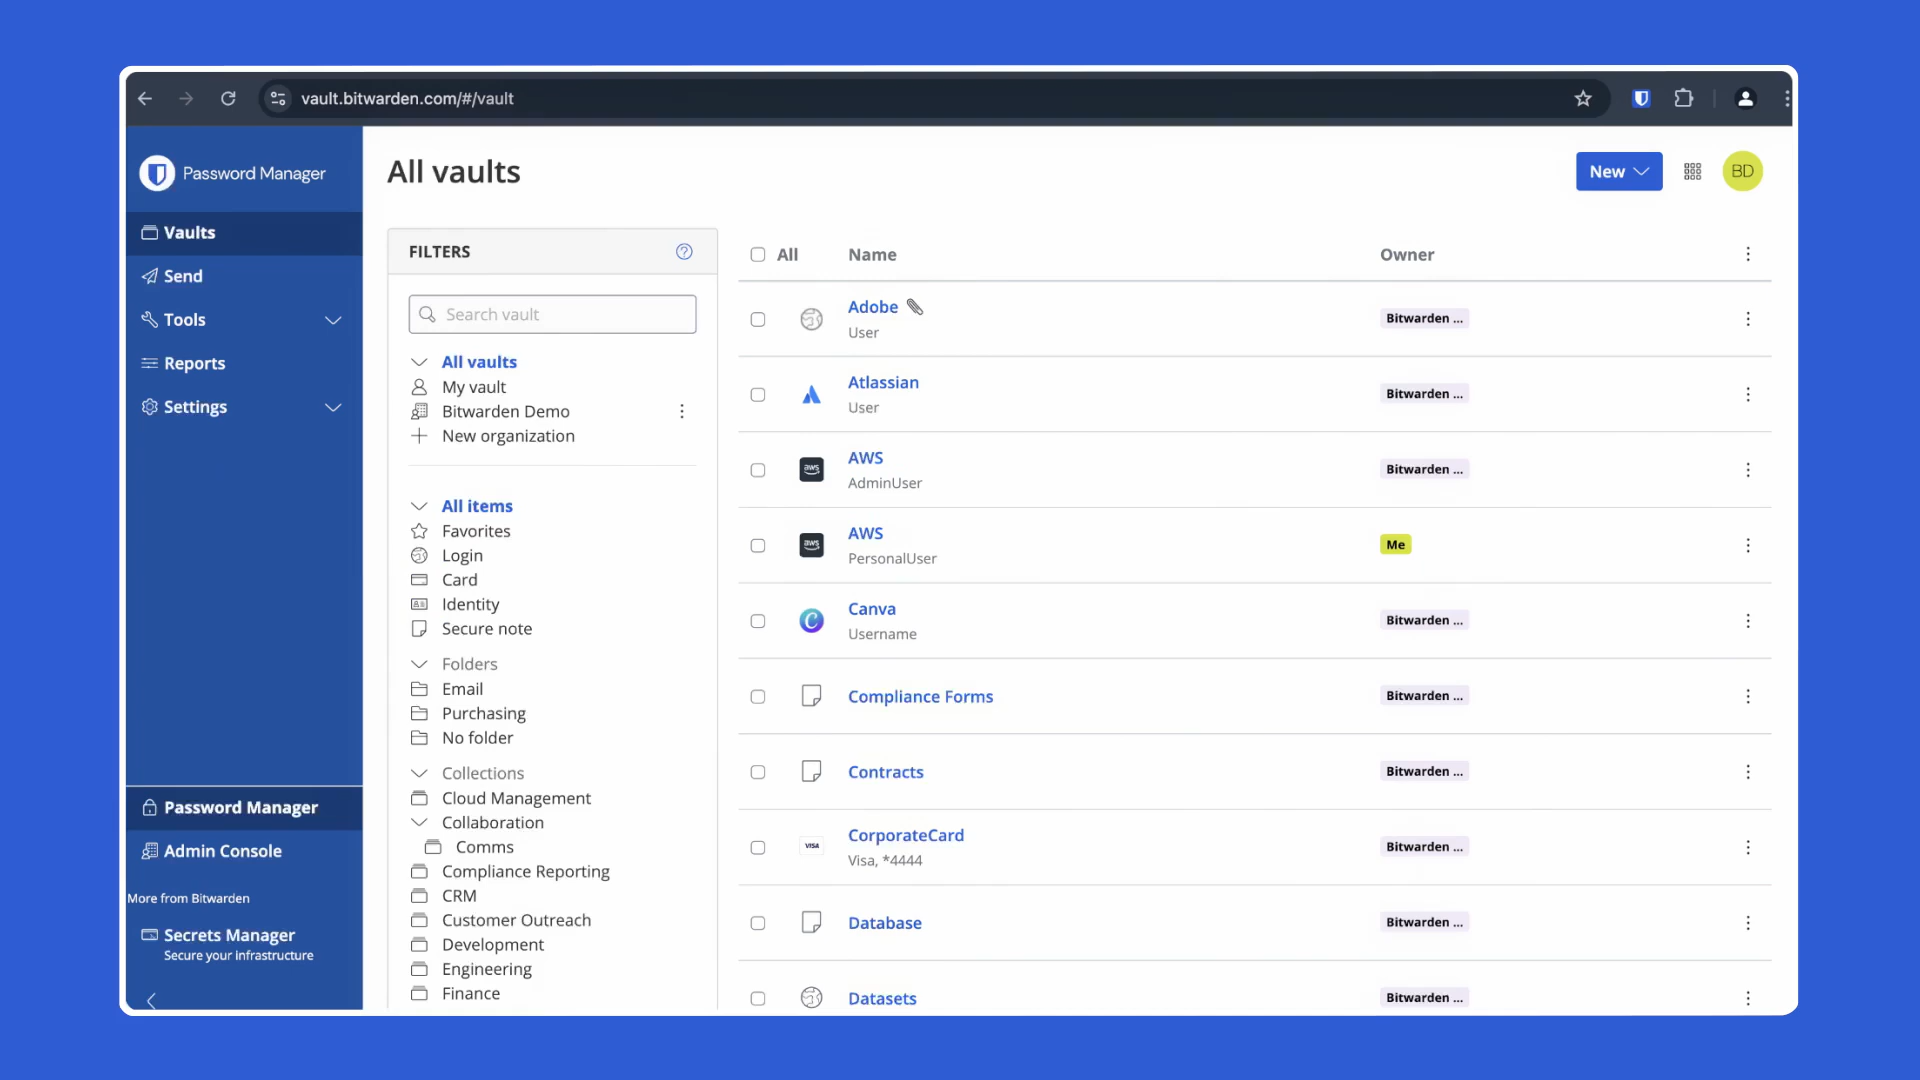 vault.bitwarden.com/#/vault
Password Manager
Vaults
Send
Tools
Reports
Settings
Password Manager
Admin Console
More from Bitwarden
Secrets Manager
Secure your infrastructure
All vaults
New
BD
FILTERS
Search vault
All vaults
My vault
Bitwarden Demo
New organization
All items
Favorites
Login
Card
Identity
Secure note
Folders
Email
Purchasing
No folder
Collections
Cloud Management
Collaboration
Comms
Compliance Reporting
CRM
Customer Outreach
Development
Engineering
Finance
All Name Owner
Adobe
User
Bitwarden ...
Atlassian
User
Bitwarden ...
aws
AWS
AdminUser
Bitwarden ...
aws
AWS
PersonalUser
Me
C
Canva
Username
Bitwarden ...
Compliance Forms
Bitwarden ...
Contracts
Bitwarden ...
VISA
CorporateCard
Visa, *4444
Bitwarden ...
Database
Bitwarden ...
Datasets
Bitwarden ...